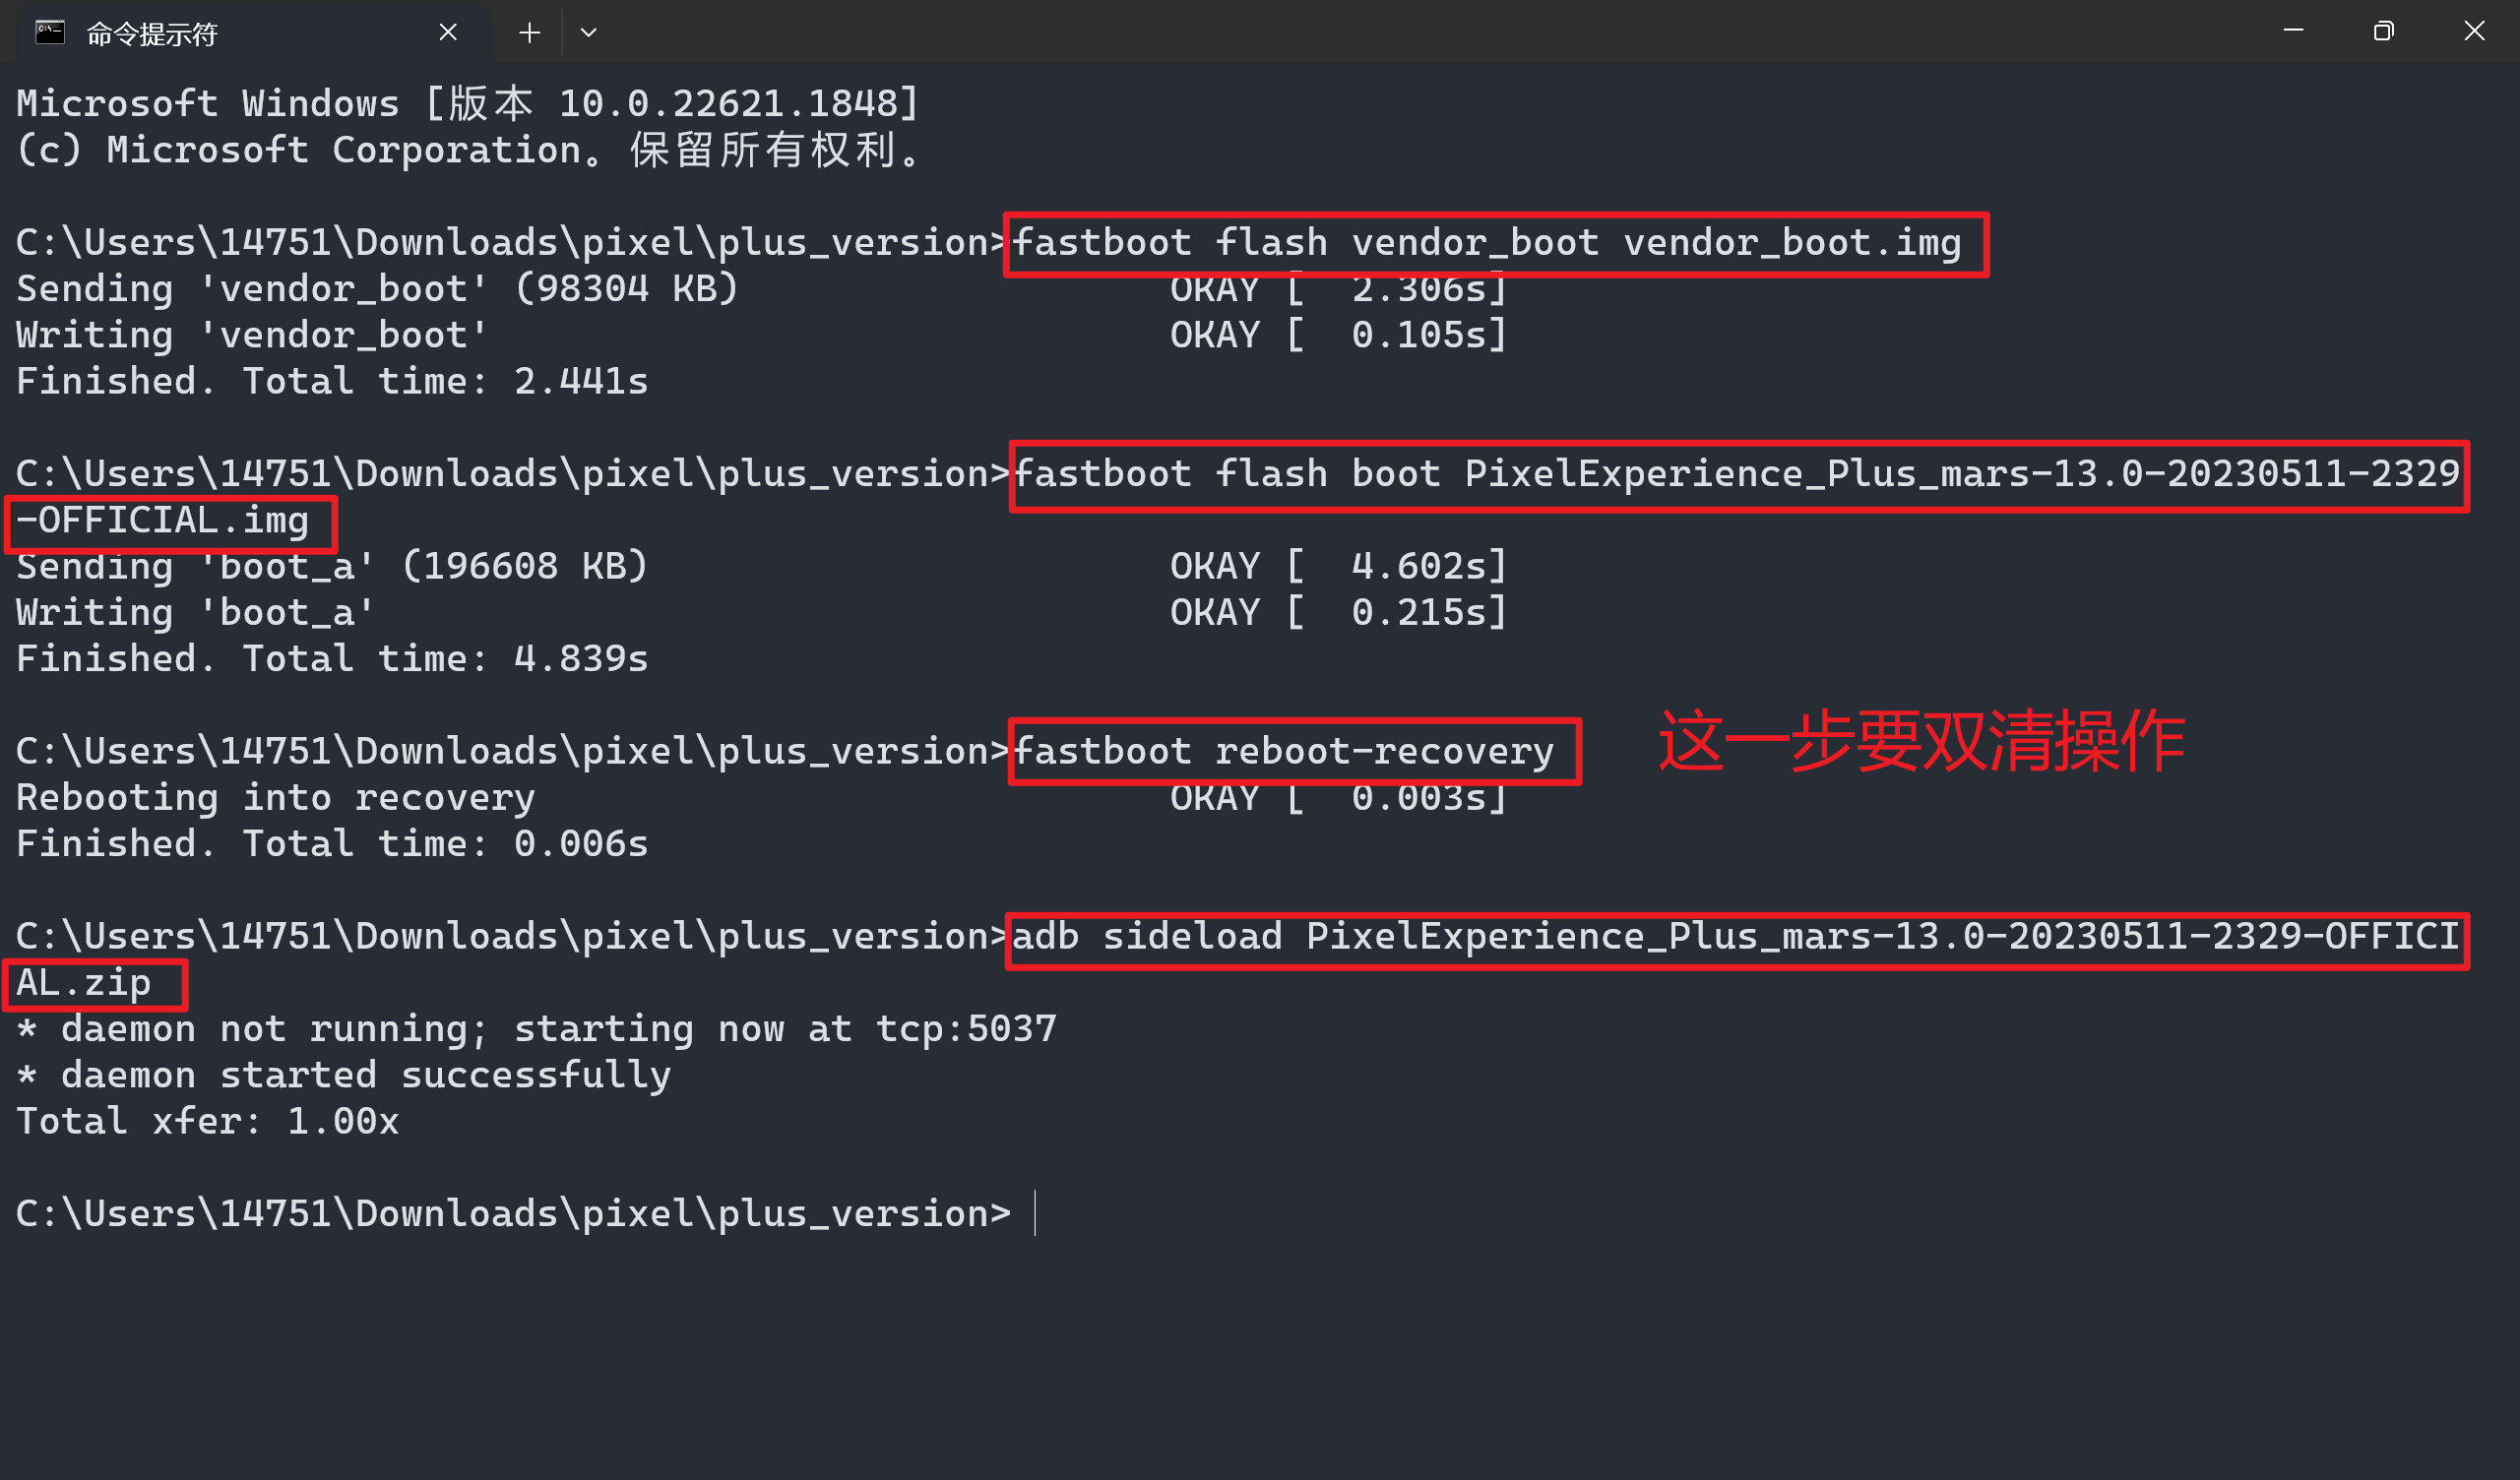 命令提示符
Microsoft Windows [版本 10.0.22621.1848]
(c) Microsoft Corporation。保留所有权利。
C:\Users\14751\Downloads\pixel\plus_version>fastboot flash vendor_boot vendor_boot.img
Sending 'vendor_boot' (98304 KB) OKAY [ 2.306s]
Writing 'vendor_boot' OKAY [ 0.105s]
Finished. Total time: 2.441s
C:\Users\14751\Downloads\pixel\plus_version>fastboot flash boot PixelExperience_Plus_mars-13.0-20230511-2329
-OFFICIAL.img
Sending 'boot_a' (196608 KB) OKAY [ 4.602s]
Writing 'boot_a' OKAY [ 0.215s]
Finished. Total time: 4.839s
C:\Users\14751\Downloads\pixel\plus_version>fastboot reboot-recovery 这一步要双清操作
Rebooting into recovery OKAY [ 0.003s]
Finished. Total time: 0.006s
C:\Users\14751\Downloads\pixel\plus_version>adb sideload PixelExperience_Plus_mars-13.0-20230511-2329-OFFICI
AL.zip
* daemon not running; starting now at tcp:5037
* daemon started successfully
Total xfer: 1.00x
C:\Users\14751\Downloads\pixel\plus_version>